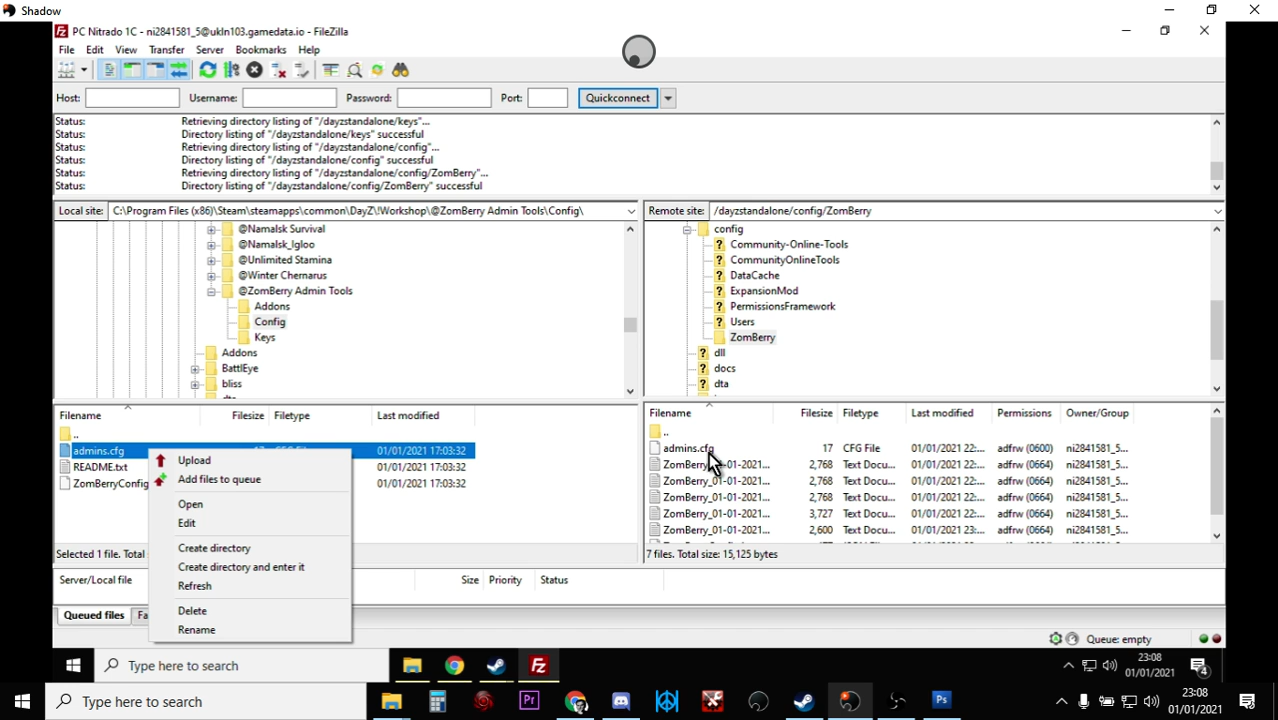 Shadow
PC Nitrado 1C - ni2841581_5@ukln103.gamedata.io - FileZilla
File Edit View Transfer Server Bookmarks Help
Host: Username: Password: Port: Quickconnect
Status: Retrieving directory listing of "/dayzstandalone/keys"...
Status: Directory listing of "/dayzstandalone/keys" successful
Status: Retrieving directory listing of "/dayzstandalone/config"...
Status: Directory listing of "/dayzstandalone/config" successful
Status: Retrieving directory listing of "/dayzstandalone/config/ZomBerry"...
Status: Directory listing of "/dayzstandalone/config/ZomBerry" successful
Local site: C:\Program Files (x86)\Steam\steamapps\common\DayZ\!Workshop\@ZomBerry Admin Tools\Config\
@Namalsk Survival
@Namalsk_Igloo
@Unlimited Stamina
@Winter Chernarus
@ZomBerry Admin Tools
Addons
Config
Keys
Addons
BattlEye
bliss
Remote site: /dayzstandalone/config/ZomBerry
config
Community-Online-Tools
CommunityOnlineTools
DataCache
ExpansionMod
PermissionsFramework
Users
ZomBerry
dll
docs
dta
Filename Filesize Filetype Last modified
..
admins.cfg 01/01/2021 17:03:32
README.txt 01/01/2021 17:03:32
ZomBerryConfig 01/01/2021 17:03:32
Selected 1 file. Total
Upload
Add files to queue
Open
Edit
Create directory
Create directory and enter it
Refresh
Delete
Rename
Filename Filesize Filetype Last modified Permissions Owner/Group
..
admins.cfg 17 CFG File 01/01/2021 22:... adfrw (0600) ni2841581_5...
ZomBerry_01-01-2021... 2,768 Text Docu... 01/01/2021 22:... adfrw (0664) ni2841581_5...
ZomBerry_01-01-2021... 2,768 Text Docu... 01/01/2021 22:... adfrw (0664) ni2841581_5...
ZomBerry_01-01-2021... 2,768 Text Docu... 01/01/2021 22:... adfrw (0664) ni2841581_5...
ZomBerry_01-01-2021... 3,727 Text Docu... 01/01/2021 22:... adfrw (0664) ni2841581_5...
ZomBerry_01-01-2021... 2,600 Text Docu... 01/01/2021 23:... adfrw (0664) ni2841581_5...
7 files. Total size: 15,125 bytes
Server/Local file Size Priority Status
Queued files Fa
Queue: empty
Type here to search
23:08
01/01/2021
4
Type here to search
Pr
Ps
23:08
01/01/2021